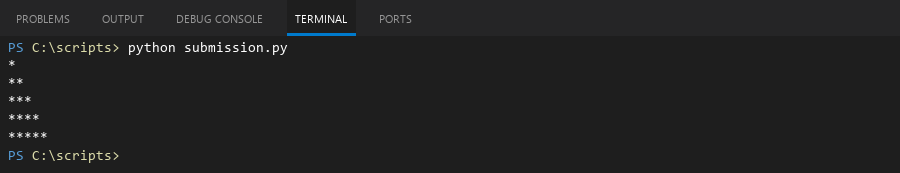 PROBLEMS OUTPUT DEBUG CONSOLE TERMINAL PORTS
PS C:\scripts> python submission.py
*
**
***
****
*****
PS C:\scripts>